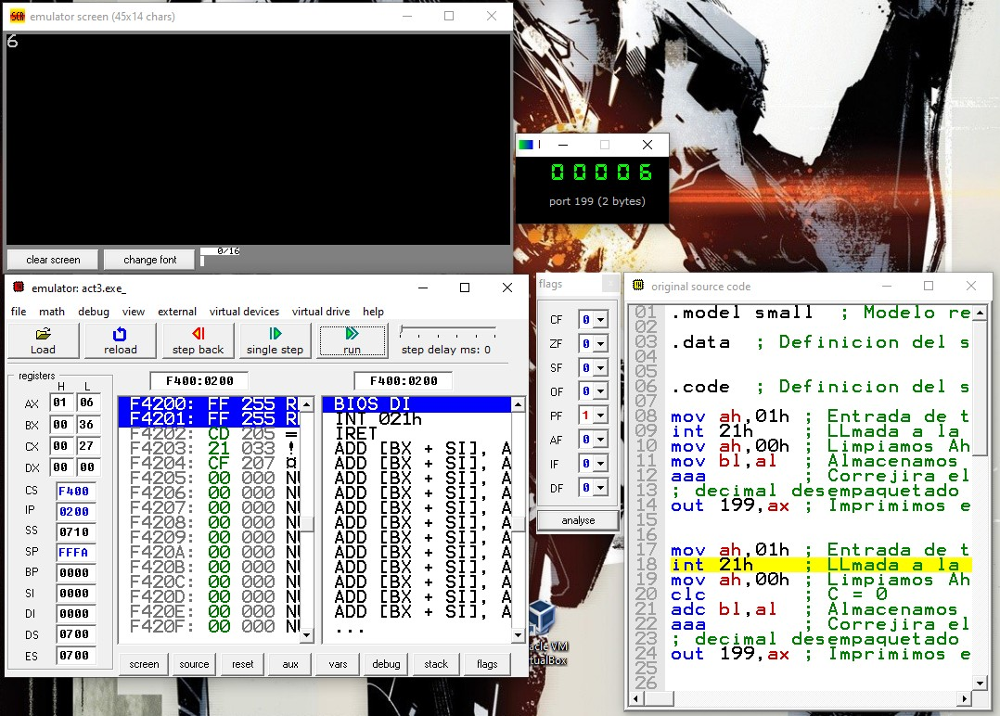 emulator screen (45x14 chars)
6
clear screen
change font
0/16
00006
port 199 (2 bytes)
emulator: act3.exe_
file math debug view external virtual devices virtual drive help
Load
reload
step back
single step
run
step delay ms: 0
registers
H L
AX 01 06
BX 00 36
CX 00 27
DX 00 00
CS F400
IP 0200
SS 0710
SP FFFA
BP 0000
SI 0000
DI 0000
DS 0700
ES 0700
F400:0200
F4200: FF 255 R
F4201: FF 255 R
F4202: CD 205 =
F4203: 21 033 !
F4204: CF 207 ¤
F4205: 00 000 N
F4206: 00 000 N
F4207: 00 000 N
F4208: 00 000 N
F4209: 00 000 N
F420A: 00 000 N
F420B: 00 000 N
F420C: 00 000 N
F420D: 00 000 N
F420E: 00 000 N
F420F: 00 000 N
F400:0200
BIOS DI
INT 021h
IRET
ADD [BX + SI], A
ADD [BX + SI], A
ADD [BX + SI], A
ADD [BX + SI], A
ADD [BX + SI], A
ADD [BX + SI], A
ADD [BX + SI], A
ADD [BX + SI], A
ADD [BX + SI], A
ADD [BX + SI], A
ADD [BX + SI], A
ADD [BX + SI], A
...
screen
source
reset
aux
vars
debug
stack
flags
flags
CF 0
ZF 0
SF 0
OF 0
PF 1
AF 0
IF 0
DF 0
analyse
original source code
01 .model small ; Modelo re
02
03 .data ; Definicion del s
04
05
06 .code ; Definicion del s
07
08 mov ah,01h ; Entrada de t
09 int 21h ; LLmada a la
10 mov ah,00h ; Limpiamos Ah
11 mov bl,al ; Almacenamos
12 aaa ; Correjira el
13 ; decimal desempaquetado
14 out 199,ax ; Imprimimos e
15
16
17 mov ah,01h ; Entrada de t
18 int 21h ; LLmada a la
19 mov ah,00h ; Limpiamos Ah
20 clc ; C = 0
21 adc bl,al ; Almacenamos
22 aaa ; Correjira el
23 ; decimal desempaquetado
24 out 199,ax ; Imprimimos e
25
26
acle VM
tualBox